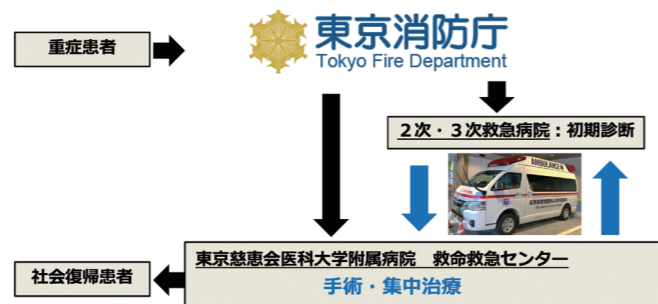 重症患者
東京消防庁
Tokyo Fire Department
２次・３次救急病院：初期診断
AMBULANCE
東京慈恵会医科大学附属病院　救命救急センター
手術・集中治療
社会復帰患者